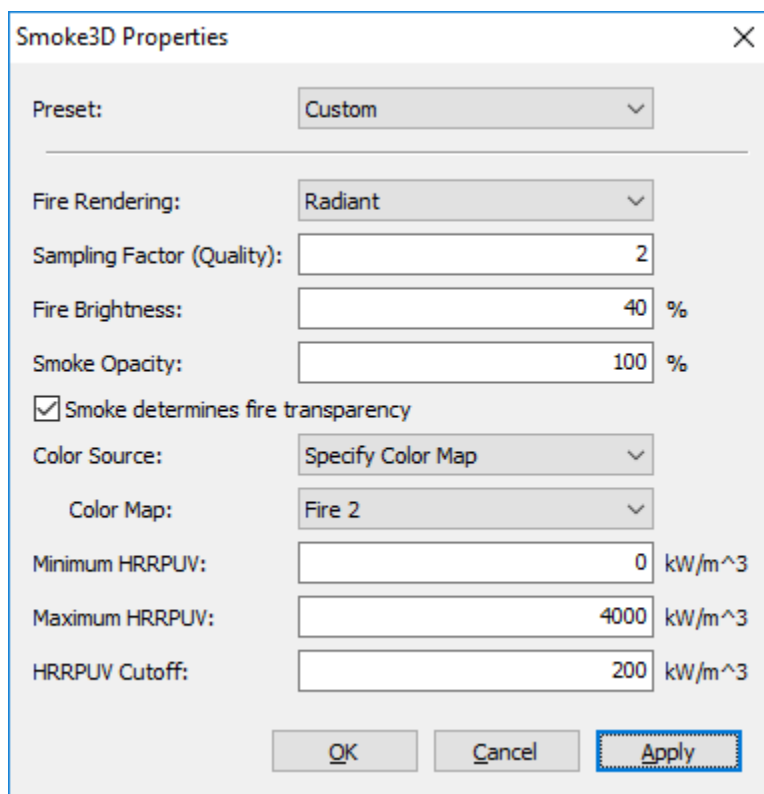 Smoke3D Properties
Preset: Custom
Fire Rendering: Radiant
Sampling Factor (Quality): 2
Fire Brightness: 40 %
Smoke Opacity: 100 %
Smoke determines fire transparency
Color Source: Specify Color Map
Color Map: Fire 2
Minimum HRRPUV: 0 kW/m^3
Maximum HRRPUV: 4000 kW/m^3
HRRPUV Cutoff: 200 kW/m^3
OK Cancel Apply